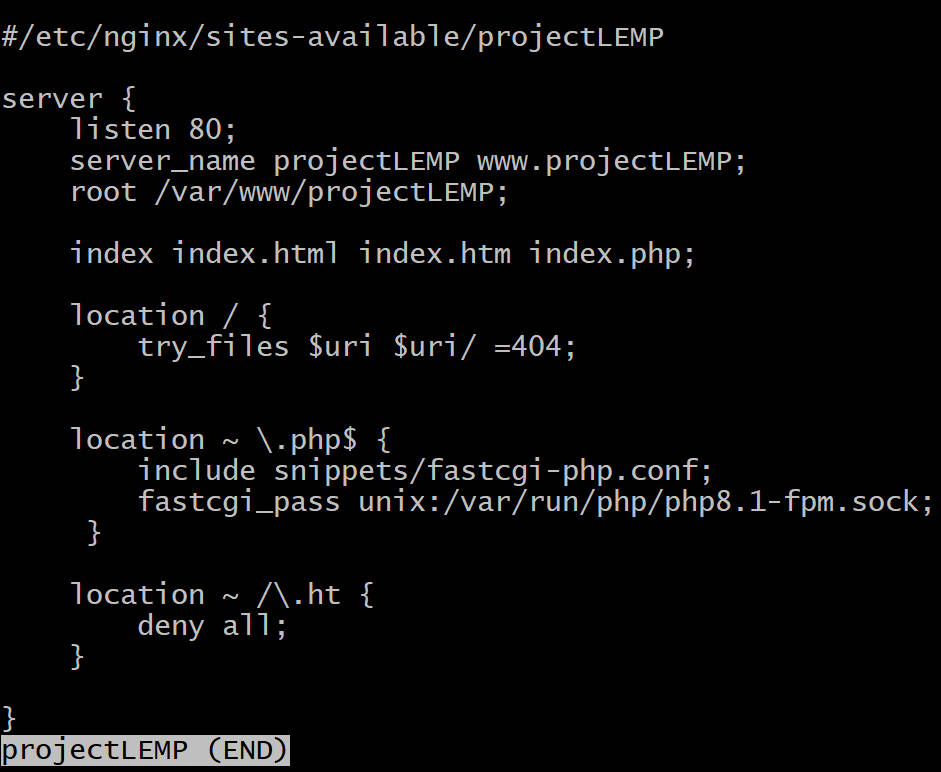 #/etc/nginx/sites-available/projectLEMP
server {
listen 80;
server_name projectLEMP www.projectLEMP;
root /var/www/projectLEMP;
index index.html index.htm index.php;
location / {
try_files $uri $uri/ =404;
}
location ~ \.php$ {
include snippets/fastcgi-php.conf;
fastcgi_pass unix:/var/run/php/php8.1-fpm.sock;
}
location ~ /\.ht {
deny all;
}
}
projectLEMP (END)